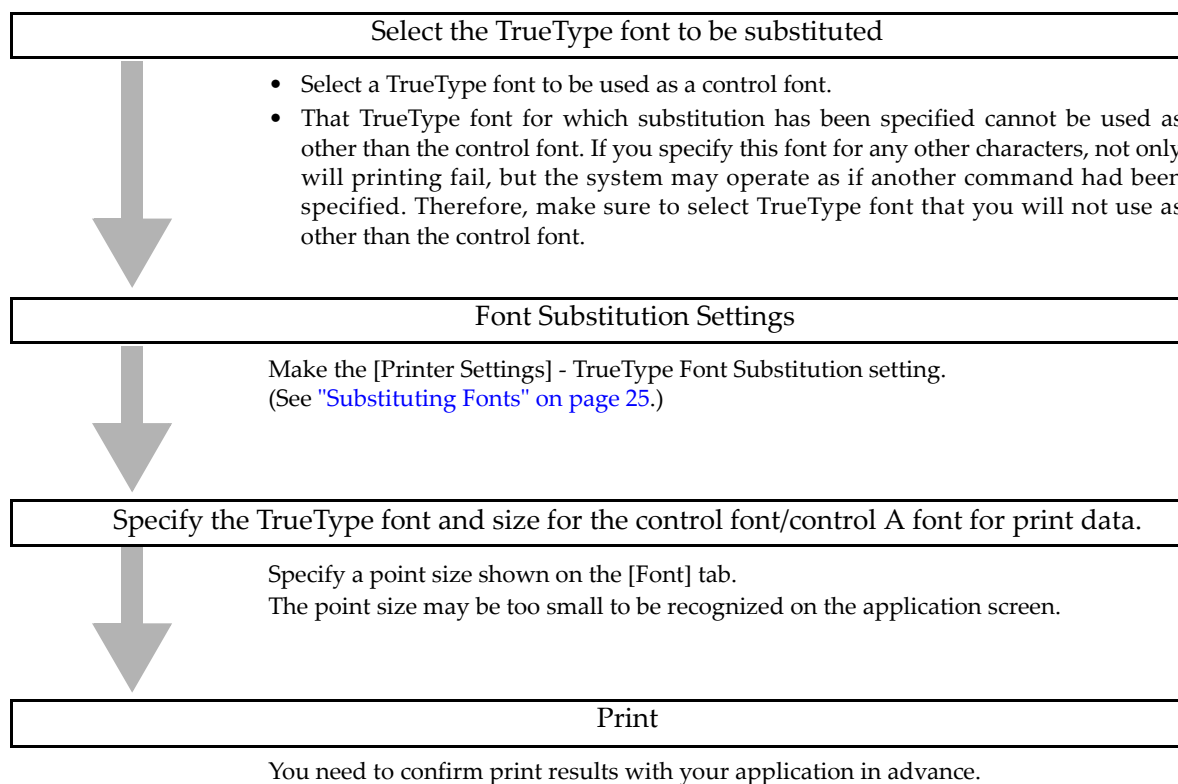 Select the TrueType font to be substituted
• Select a TrueType font to be used as a control font.
• That TrueType font for which substitution has been specified cannot be used as
other than the control font. If you specify this font for any other characters, not only
will printing fail, but the system may operate as if another command had been
specified. Therefore, make sure to select TrueType font that you will not use as
other than the control font.
Font Substitution Settings
Make the [Printer Settings] - TrueType Font Substitution setting.
(See "Substituting Fonts" on page 25.)
Specify the TrueType font and size for the control font/control A font for print data.
Specify a point size shown on the [Font] tab.
The point size may be too small to be recognized on the application screen.
Print
You need to confirm print results with your application in advance.